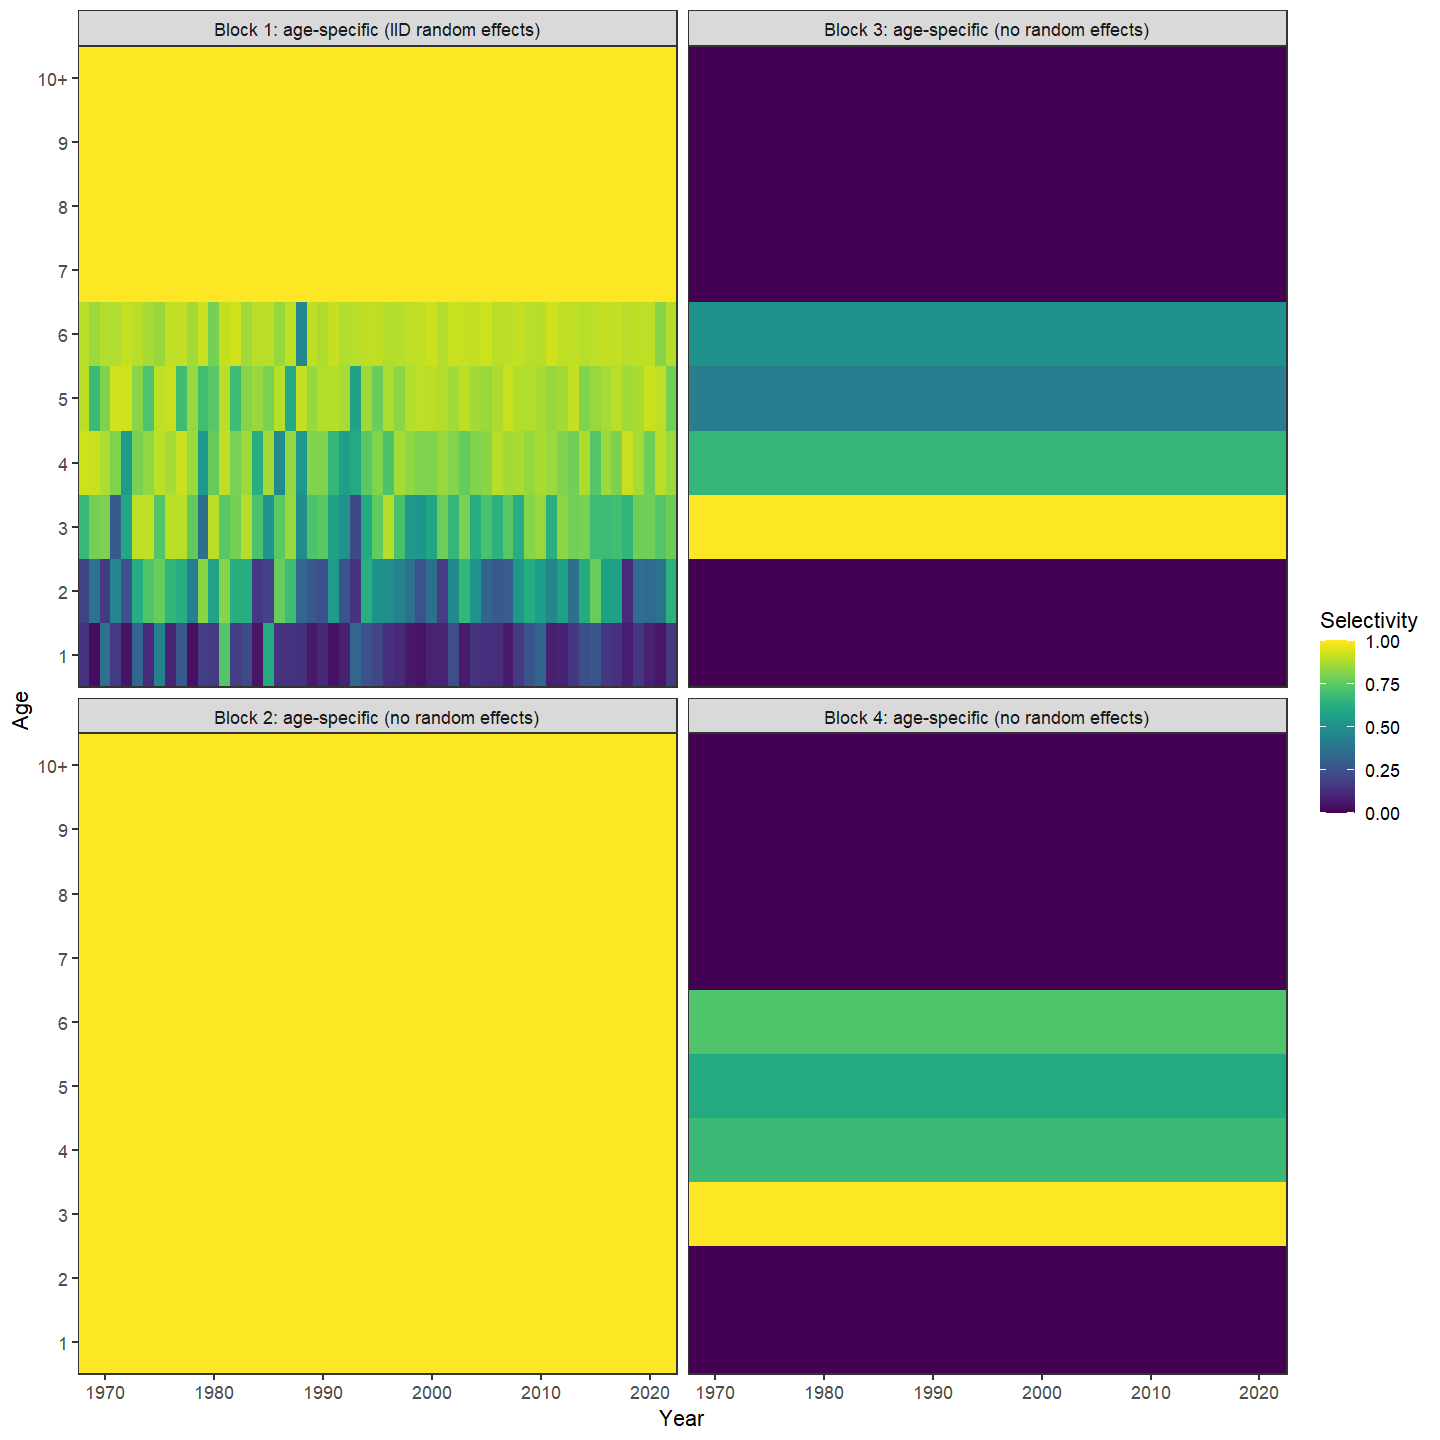 Block 1: age-specific (IID random effects)
Block 3: age-specific (no random effects)
10+
9
8
7
6
5
4
3
2
1
Block 2: age-specific (no random effects)
Block 4: age-specific (no random effects)
10+
9
8
7
6
5
4
3
2
1
1970 1980 1990 2000 2010 2020
1970 1980 1990 2000 2010 2020
Age
Year
Selectivity
1.00
0.75
0.50
0.25
0.00